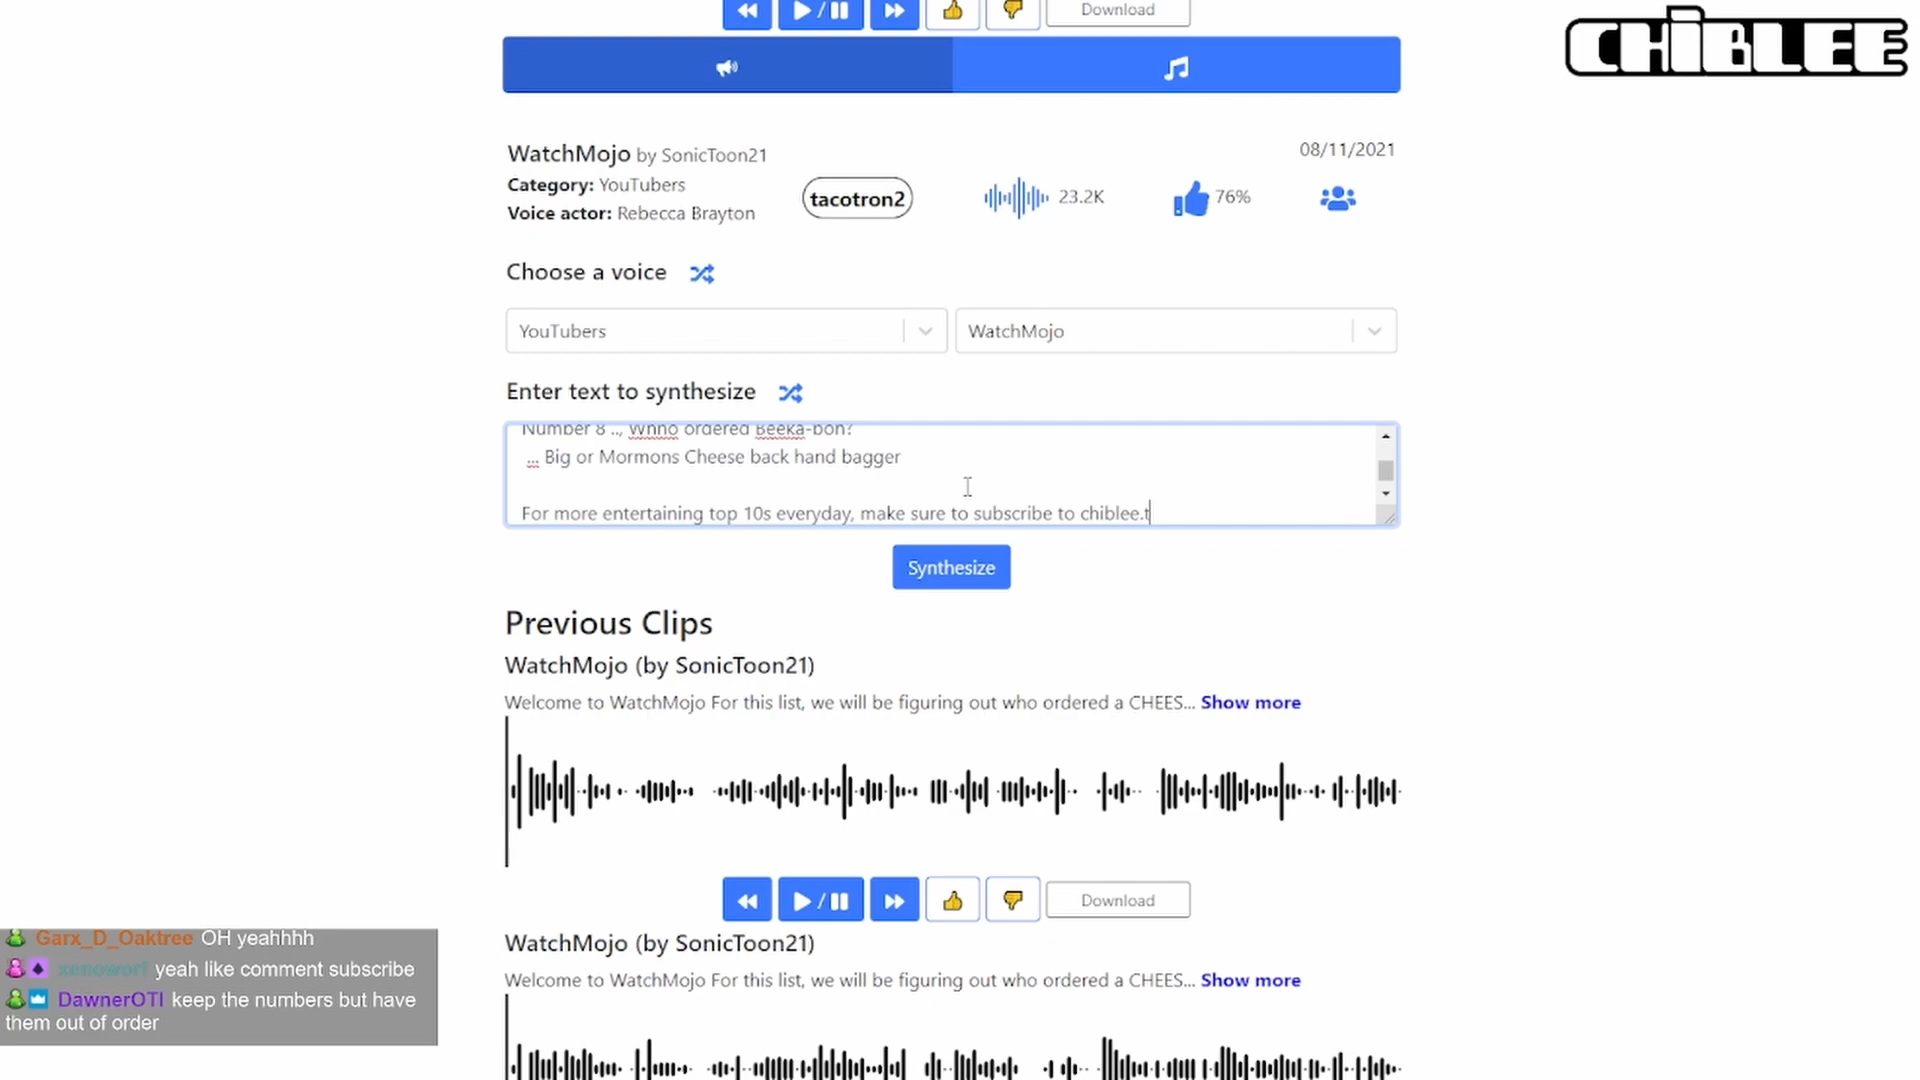 Download
CHiBLEE
WatchMojo by SonicToon21
08/11/2021
Category: YouTubers
Voice actor: Rebecca Brayton
tacotron2
23.2K
76%
Choose a voice
YouTubers
WatchMojo
Enter text to synthesize
Number 8 .., Whho ordered Beeka-bon?
... Big or Mormons Cheese back hand bagger
For more entertaining top 10s everyday, make sure to subscribe to chiblee.t
Synthesize
Previous Clips
WatchMojo (by SonicToon21)
Welcome to WatchMojo For this list, we will be figuring out who ordered a CHEES... Show more
/
Download
WatchMojo (by SonicToon21)
Welcome to WatchMojo For this list, we will be figuring out who ordered a CHEES... Show more
Garx_D_Oaktree OH yeahhhh
yeah like comment subscribe
DawnerOTI keep the numbers but have
them out of order